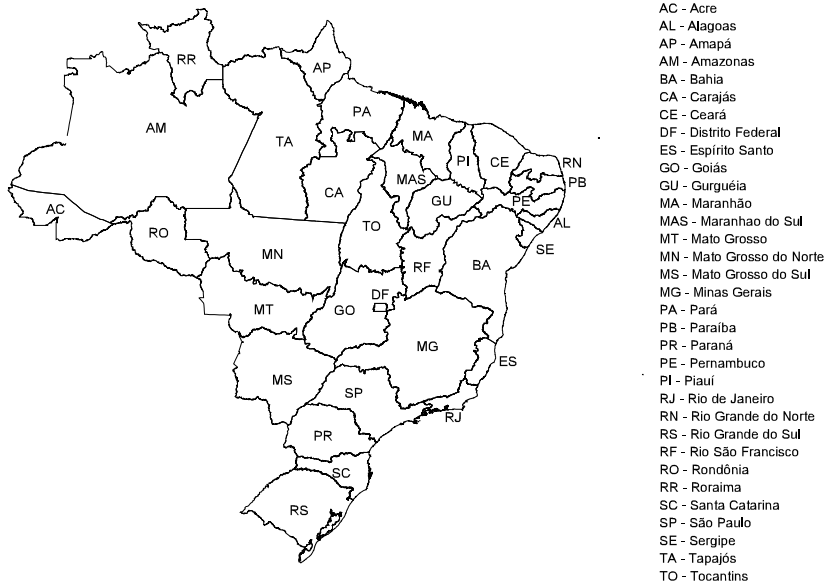 RR
AP
AM
TA
PA
MA
PI
CE
RN
PB
MAS
CA
GU
PE
AC
AL
RO
TO
SE
MN
RF
BA
DF
MT
GO
MG
ES
MS
SP
RJ
PR
SC
RS
AC - Acre
AL - Alagoas
AP - Amapá
AM - Amazonas
BA - Bahia
CA - Carajás
CE - Ceará
DF - Distrito Federal
ES - Espírito Santo
GO - Goiás
GU - Gurguéia
MA - Maranhão
MAS - Maranhao do Sul
MT - Mato Grosso
MN - Mato Grosso do Norte
MS - Mato Grosso do Sul
MG - Minas Gerais
PA - Pará
PB - Paraíba
PR - Paraná
PE - Pernambuco
PI - Piauí
RJ - Rio de Janeiro
RN - Rio Grande do Norte
RS - Rio Grande do Sul
RF - Rio São Francisco
RO - Rondônia
RR - Roraima
SC - Santa Catarina
SP - São Paulo
SE - Sergipe
TA - Tapajós
TO - Tocantins